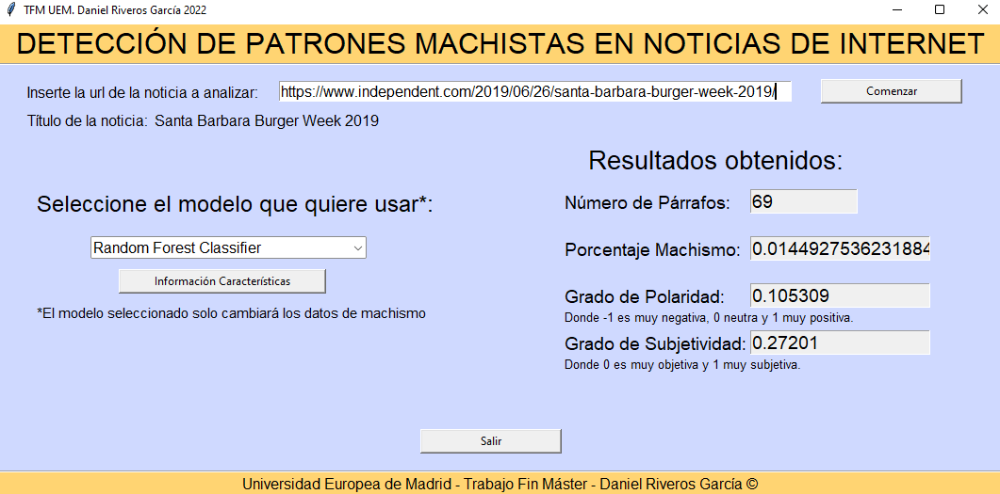 TFM UEM. Daniel Riveros García 2022
DETECCIÓN DE PATRONES MACHISTAS EN NOTICIAS DE INTERNET
Inserte la url de la noticia a analizar: https://www.independent.com/2019/06/26/santa-barbara-burger-week-2019/ Comenzar
Título de la noticia: Santa Barbara Burger Week 2019
Resultados obtenidos:
Seleccione el modelo que quiere usar*:
Número de Párrafos: 69
Random Forest Classifier
Porcentaje Machismo: 0.0144927536231884
Información Características
Grado de Polaridad: 0.105309
*El modelo seleccionado solo cambiará los datos de machismo
Donde -1 es muy negativa, 0 neutra y 1 muy positiva.
Grado de Subjetividad: 0.27201
Donde 0 es muy objetiva y 1 muy subjetiva.
Salir
Universidad Europea de Madrid - Trabajo Fin Máster - Daniel Riveros García ©